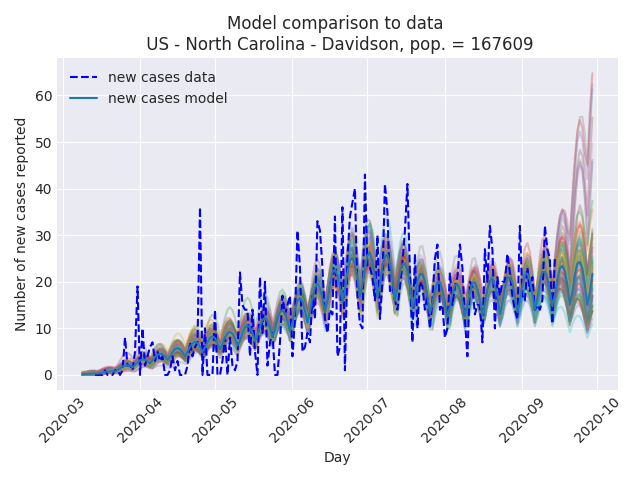 Model comparison to data
US - North Carolina - Davidson, pop. = 167609
new cases data
new cases model
Number of new cases reported
60
50
40
30
20
10
0
2020-03
2020-04
2020-05
2020-06
2020-07
2020-08
2020-09
2020-10
Day